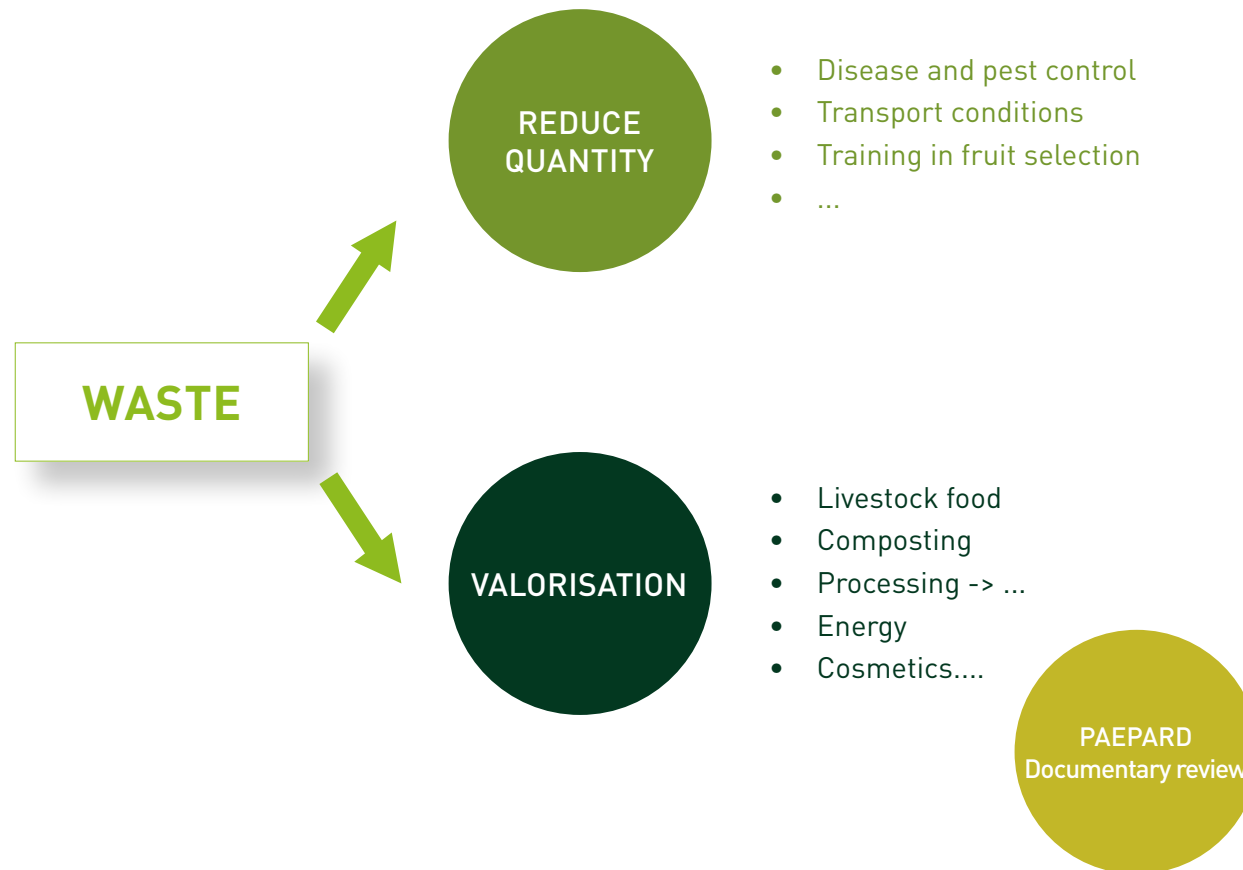 REDUCE
QUANTITY
• Disease and pest control
• Transport conditions
• Training in fruit selection
• ...
WASTE
VALORISATION
• Livestock food
• Composting
• Processing -> ...
• Energy
• Cosmetics....
PAEPARD
Documentary review